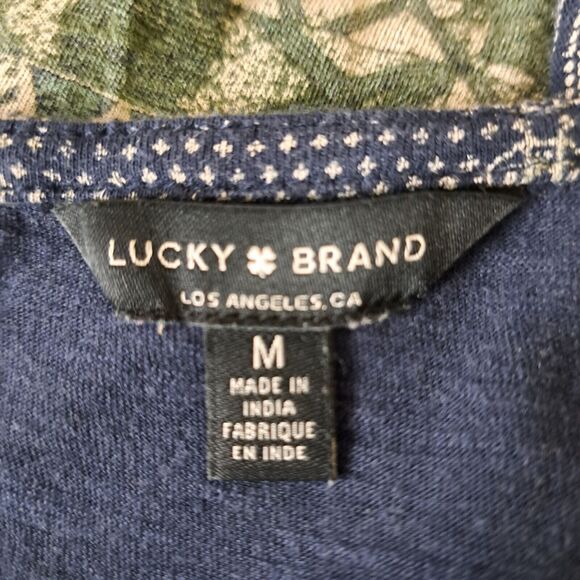 LUCKY BRAND
LOS ANGELES, CA
M
MADE IN
INDIA
FABRIQUE
EN INDE